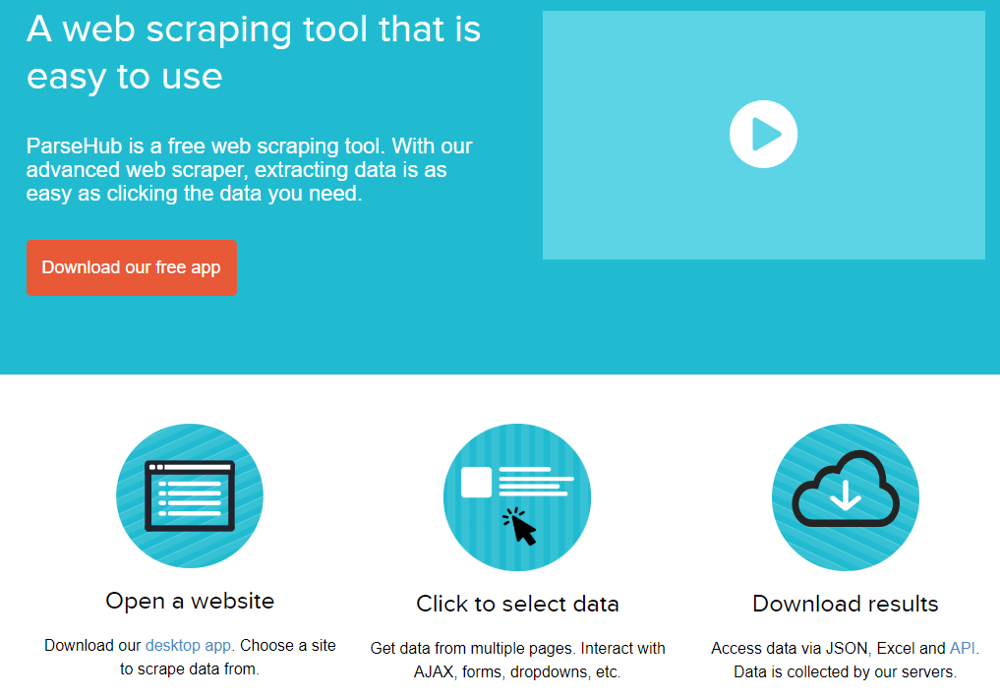 A web scraping tool that is
easy to use
ParseHub is a free web scraping tool. With our
advanced web scraper, extracting data is as
easy as clicking the data you need.
Download our free app
Open a website
Download our desktop app. Choose a site
to scrape data from.
Click to select data
Get data from multiple pages. Interact with
AJAX, forms, dropdowns, etc.
Download results
Access data via JSON, Excel and API.
Data is collected by our servers.